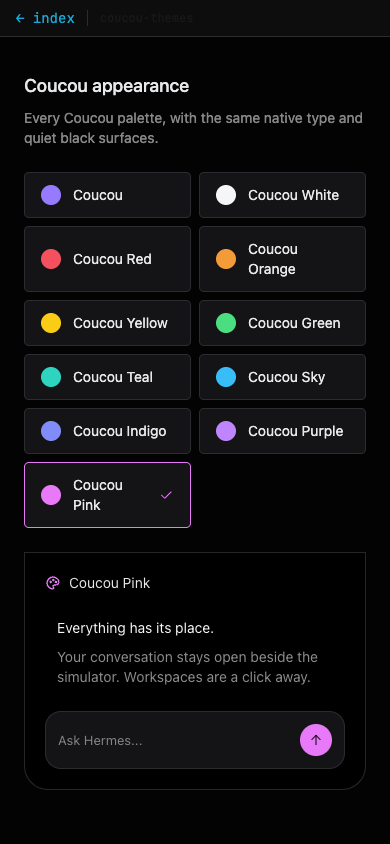 ← index
coucou-themes
Coucou appearance
Every Coucou palette, with the same native type and
quiet black surfaces.
Coucou
Coucou White
Coucou Red
Coucou
Orange
Coucou Yellow
Coucou Green
Coucou Teal
Coucou Sky
Coucou Indigo
Coucou Purple
Coucou
Pink
Coucou Pink
Everything has its place.
Your conversation stays open beside the
simulator. Workspaces are a click away.
Ask Hermes...